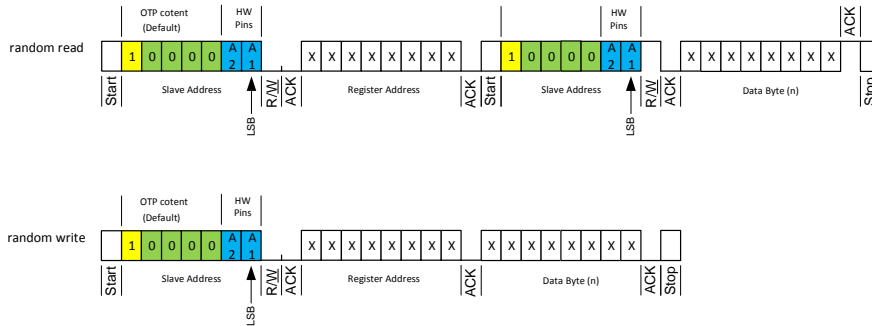 OTP cotent HW HW
(Default) Pins Pins ACK
random read 1 0 0 0 0 A2 A1 X X X X X X X X 1 0 0 0 0 A2 A1 X X X X X X X X
Start Slave Address LSB R/W ACK Register Address ACK Start Slave Address LSB R/W ACK Data Byte (n) Stop
OTP cotent HW
(Default) Pins
random write 1 0 0 0 0 A2 A1 X X X X X X X X X X X X X X X X
Start Slave Address LSB R/W ACK Register Address ACK Data Byte (n) ACK Stop